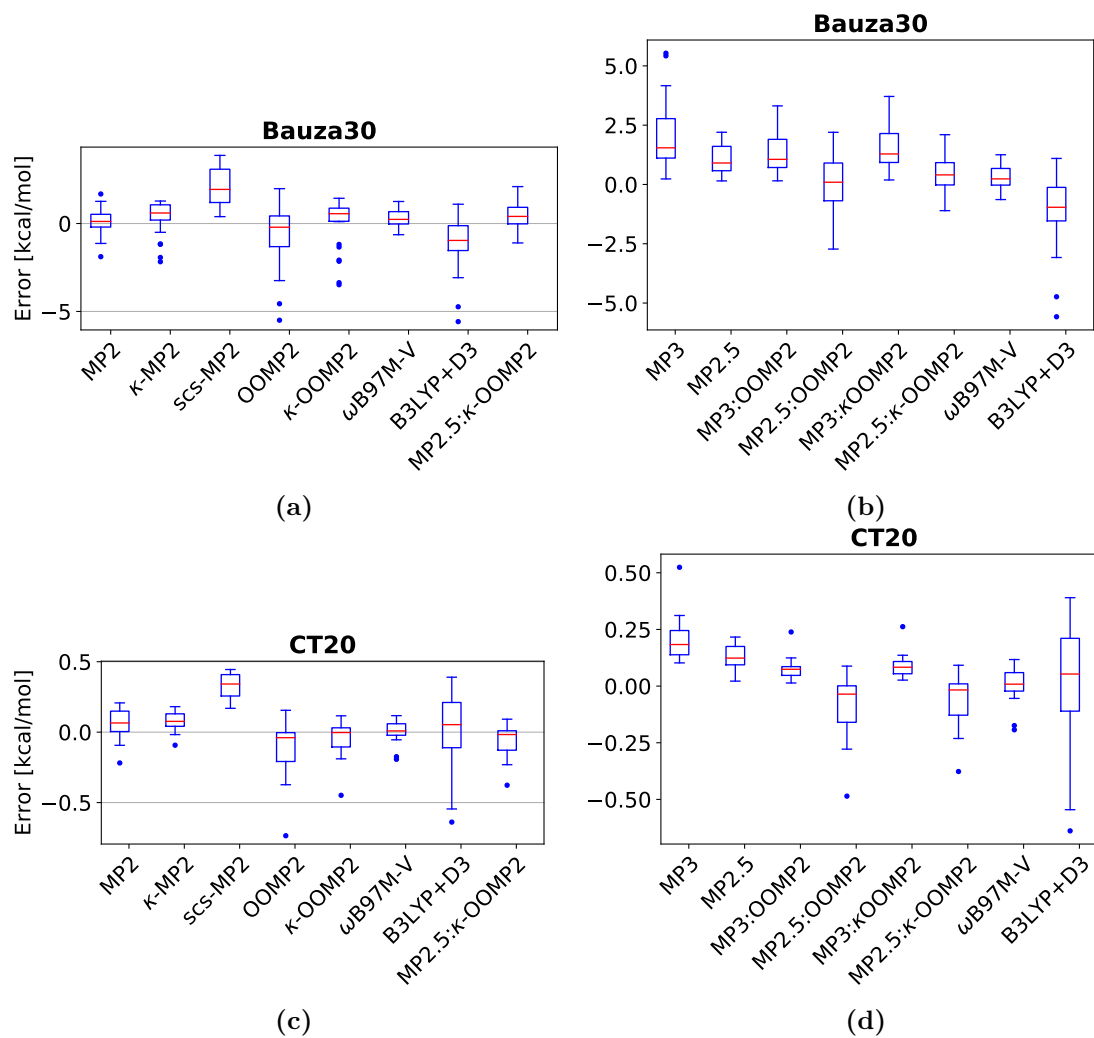 Bauza30
Error [kcal/mol]
0
−5
MP2
κ-MP2
scs-MP2
OOMP2
κ-OOMP2
ωB97M-V
B3LYP+D3
MP2.5:κ-OOMP2
(a)
Bauza30
5.0
2.5
0.0
−2.5
−5.0
MP3
MP2.5
MP3:OOMP2
MP2.5:OOMP2
MP3:κOOMP2
MP2.5:κ-OOMP2
ωB97M-V
B3LYP+D3
(b)
CT20
Error [kcal/mol]
0.5
0.0
−0.5
MP2
κ-MP2
scs-MP2
OOMP2
κ-OOMP2
ωB97M-V
B3LYP+D3
MP2.5:κ-OOMP2
(c)
CT20
0.50
0.25
0.00
−0.25
−0.50
MP3
MP2.5
MP3:OOMP2
MP2.5:OOMP2
MP3:κOOMP2
MP2.5:κ-OOMP2
ωB97M-V
B3LYP+D3
(d)